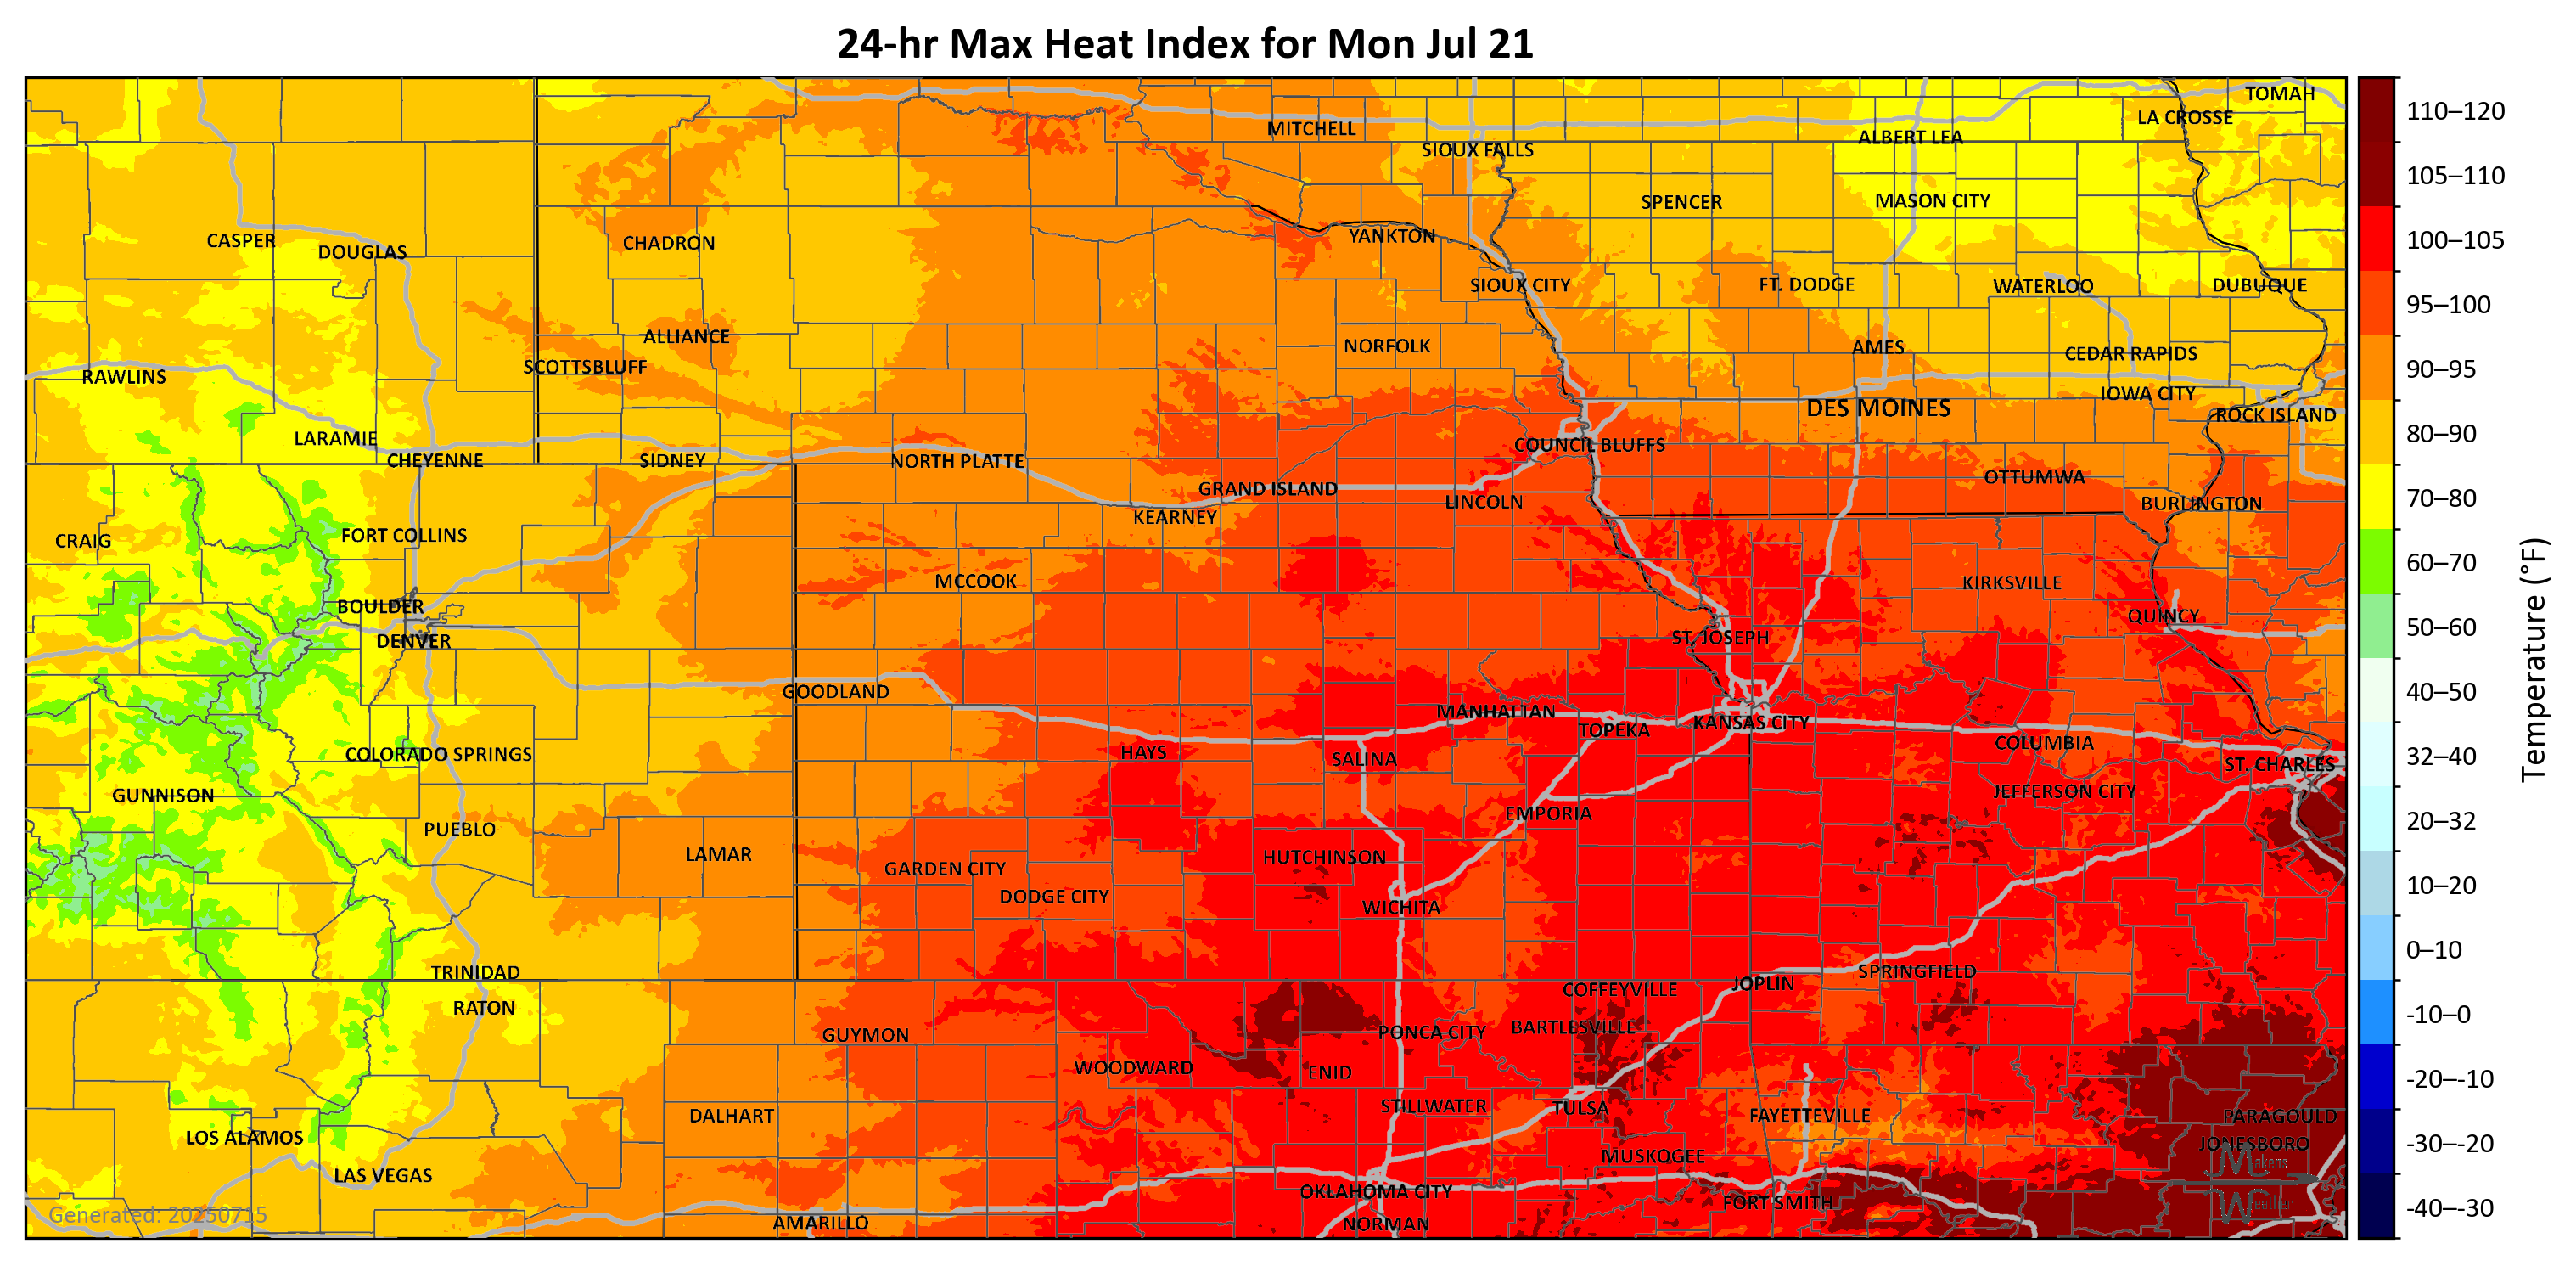 24-hr Max Heat Index for Mon Jul 21
TOMAH
LA CROSSE
MITCHELL
ALBERT LEA
SIOUX FALLS
SPENCER
MASON CITY
CASPER
DOUGLAS
CHADRON
YANKTON
SIOUX CITY
FT. DODGE
WATERLOO
DUBUQUE
ALLIANCE
NORFOLK
AMES
CEDAR RAPIDS
SCOTTSBLUFF
RAWLINS
IOWA CITY
DES MOINES
ROCK ISLAND
LARAMIE
COUNCIL BLUFFS
CHEYENNE
SIDNEY
NORTH PLATTE
OTTUMWA
GRAND ISLAND
LINCOLN
BURLINGTON
KEARNEY
FORT COLLINS
CRAIG
MCCOOK
KIRKSVILLE
BOULDER
QUINCY
DENVER
ST. JOSEPH
GOODLAND
MANHATTAN
KANSAS CITY
TOPEKA
COLUMBIA
COLORADO SPRINGS
HAYS
SALINA
ST. CHARLES
GUNNISON
JEFFERSON CITY
EMPORIA
PUEBLO
LAMAR
HUTCHINSON
GARDEN CITY
DODGE CITY
WICHITA
TRINIDAD
SPRINGFIELD
JOPLIN
COFFEYVILLE
RATON
GUYMON
PONCA CITY
BARTLESVILLE
WOODWARD
ENID
STILLWATER
TULSA
DALHART
FAYETTEVILLE
PARAGOULD
LOS ALAMOS
JONESBORO
MUSKOGEE
LAS VEGAS
OKLAHOMA CITY
FORT SMITH
AMARILLO
NORMAN
Makens
Weather
Generated: 20250715
110–120
105–110
100–105
95–100
90–95
80–90
70–80
60–70
50–60
40–50
32–40
20–32
10–20
0–10
-10–0
-20–-10
-30–-20
-40–-30
Temperature (°F)